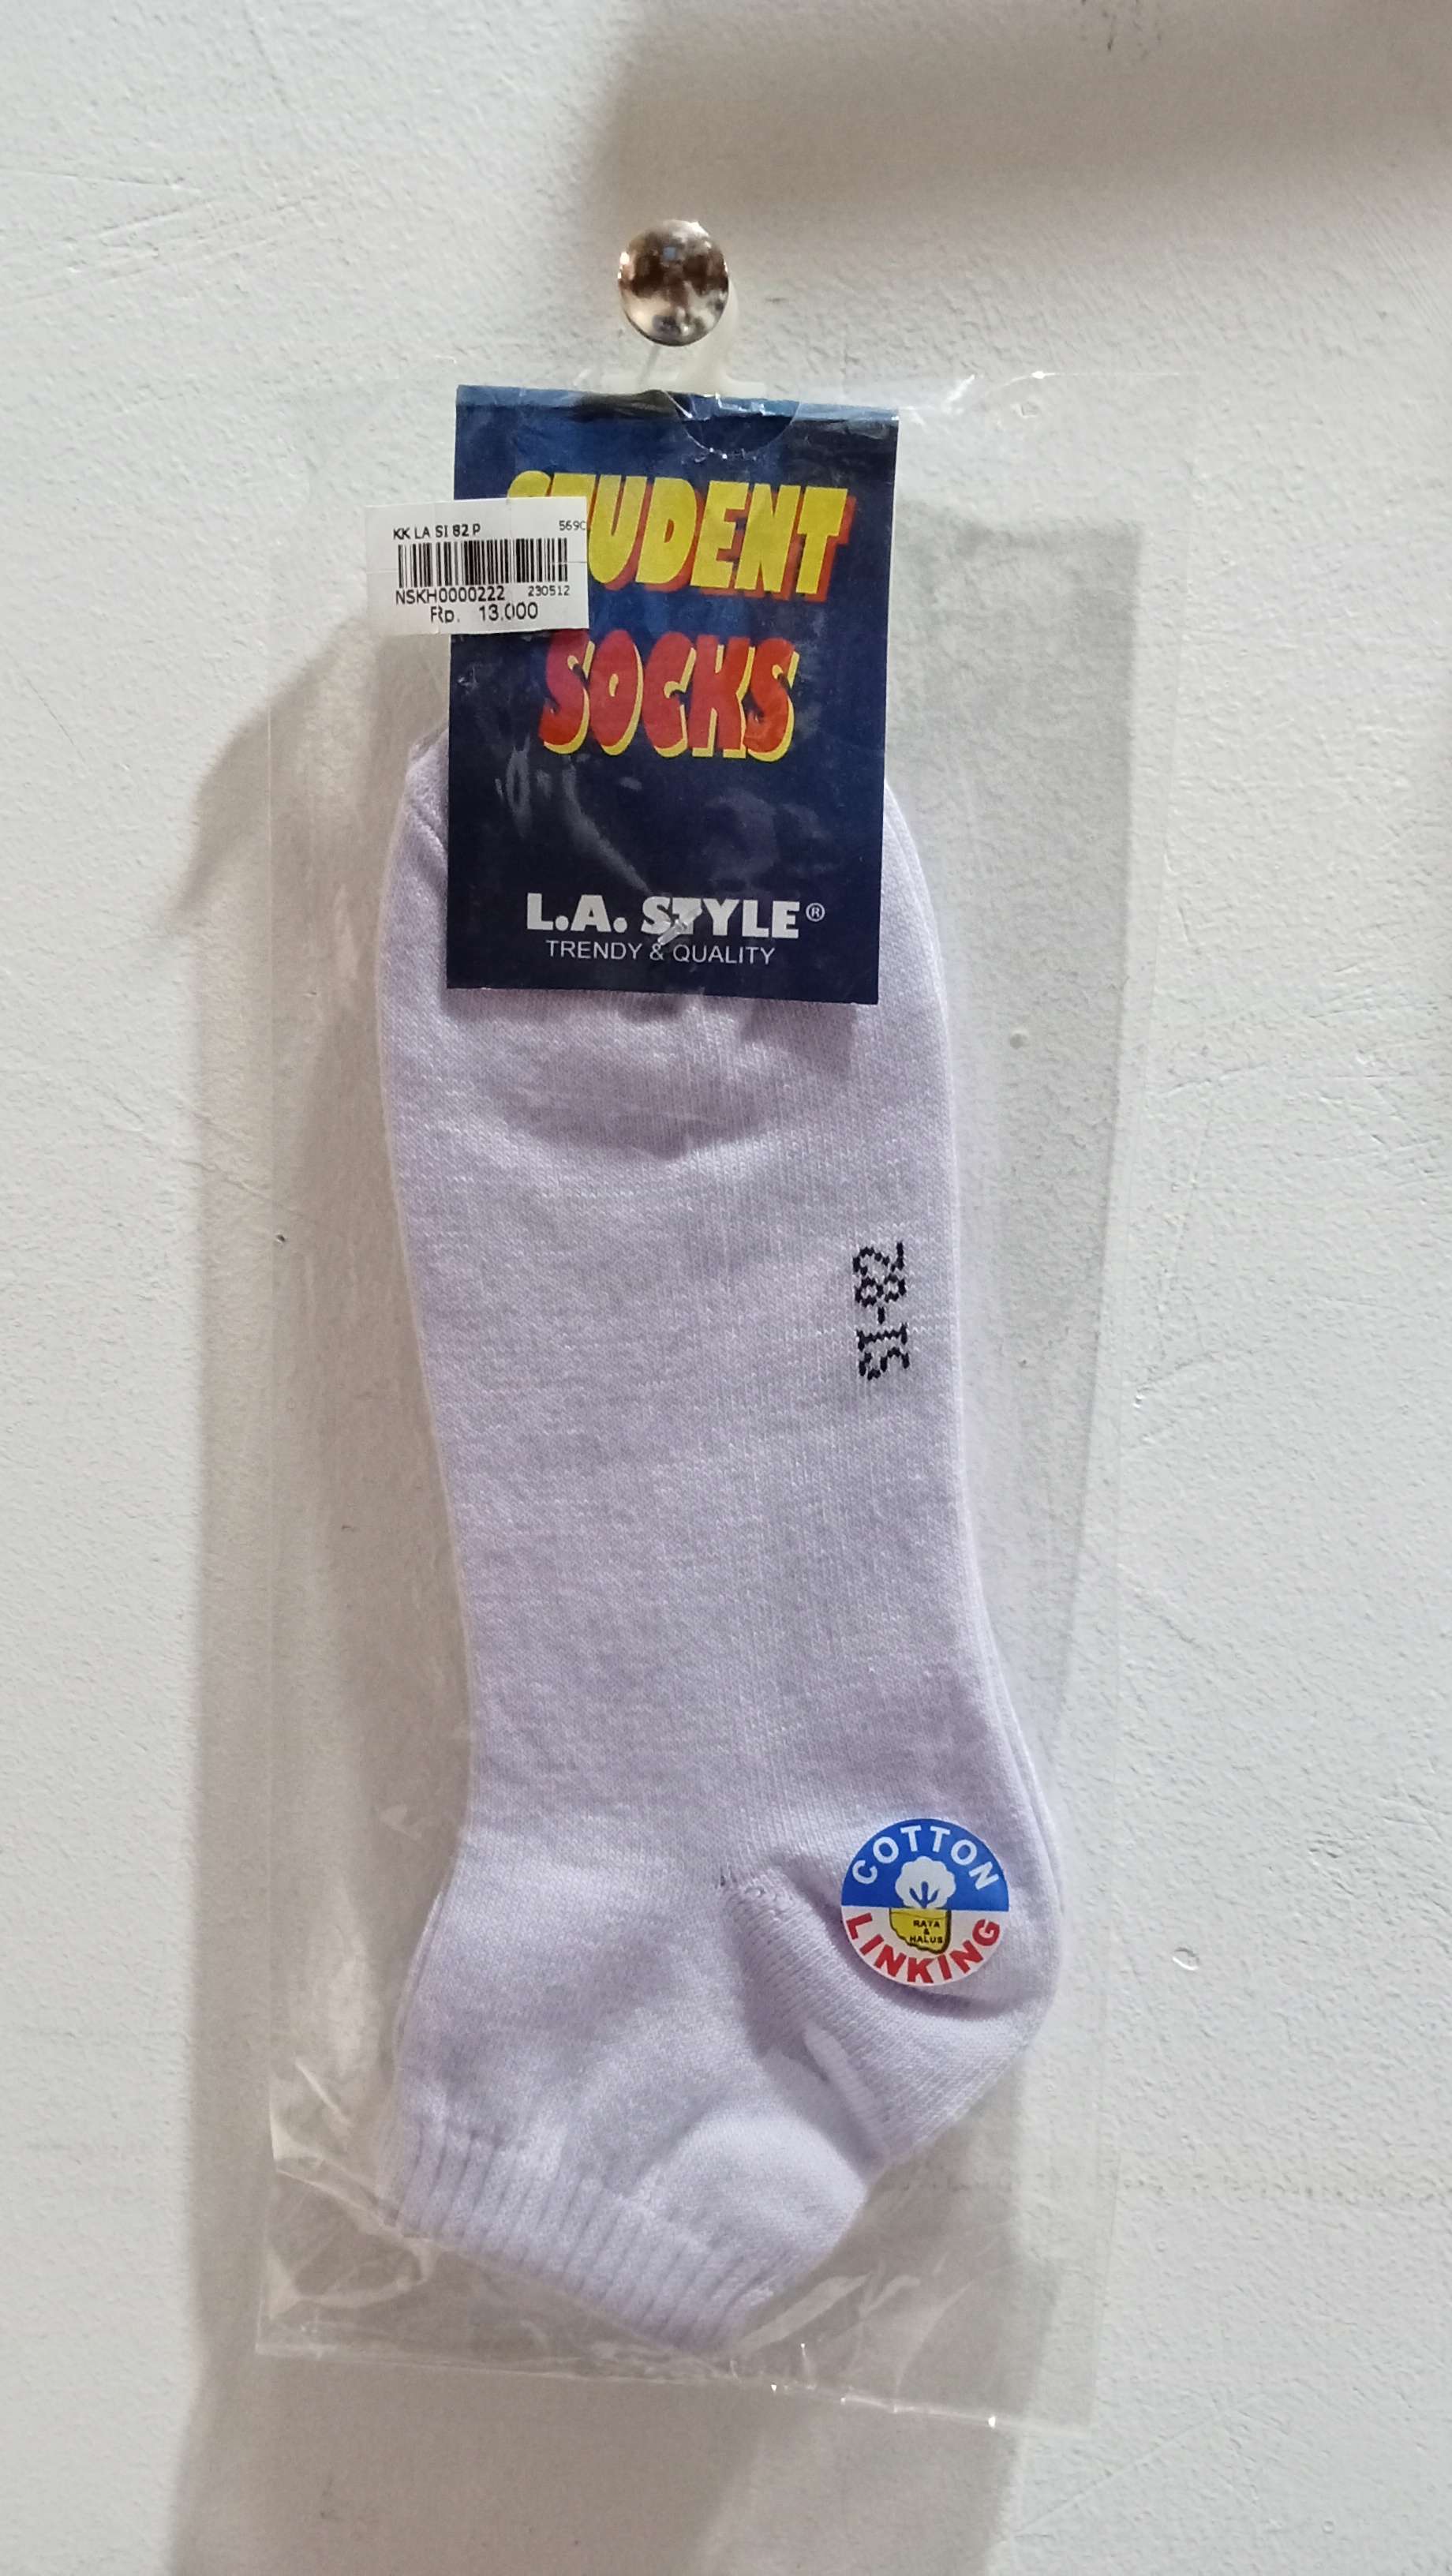 STUDENT
SOCKS
KK LA SI 82 P
NSKH0000222 230512
Rp. 13.000
L.A. STYLE®
TRENDY & QUALITY
SI-82
COTTON
RATA
&
HALUS
LINKING